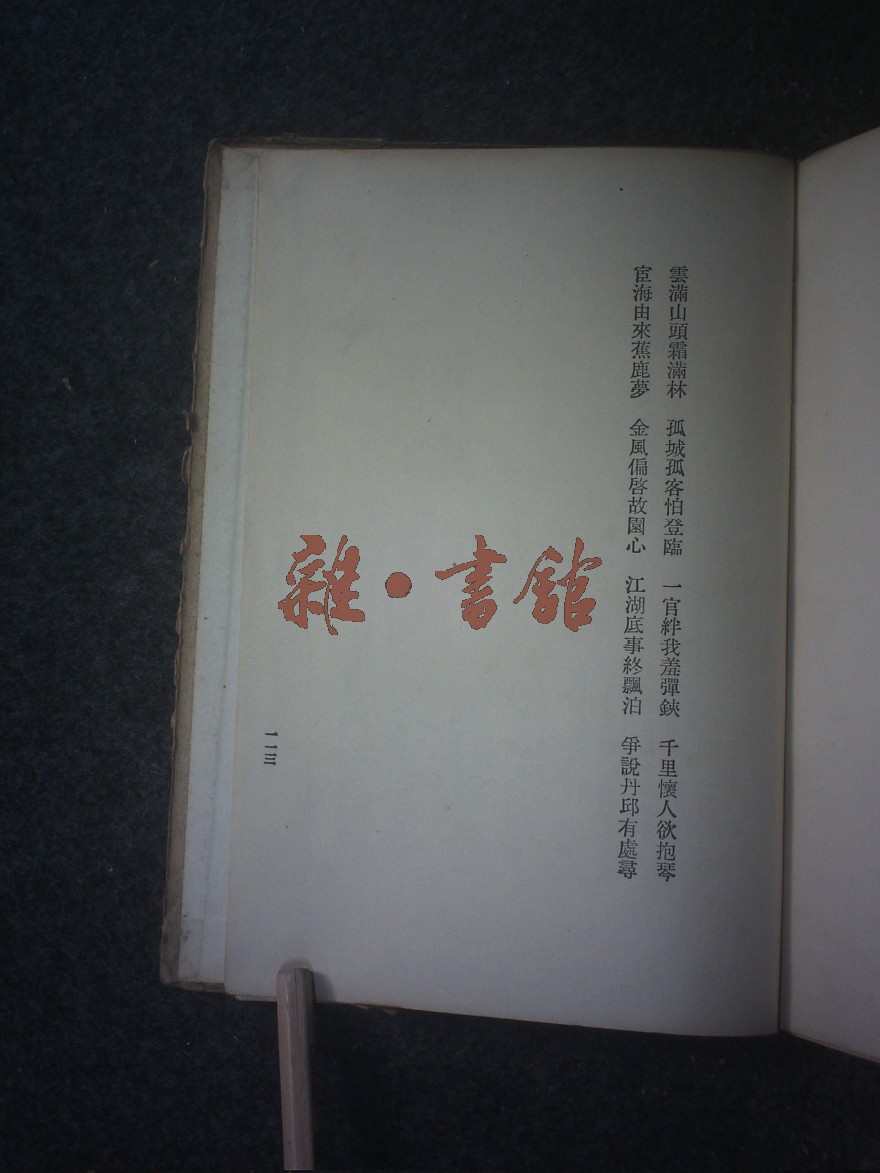 雲滿山頭霜滿林　孤城孤客怕登臨　一官絆我羞彈鋏　千里懷人欲抱琴
宦海由來蕉鹿夢　金風偏啓故園心　江湖底事終飄泊　爭說丹邱有處尋
一一三
雜·書館